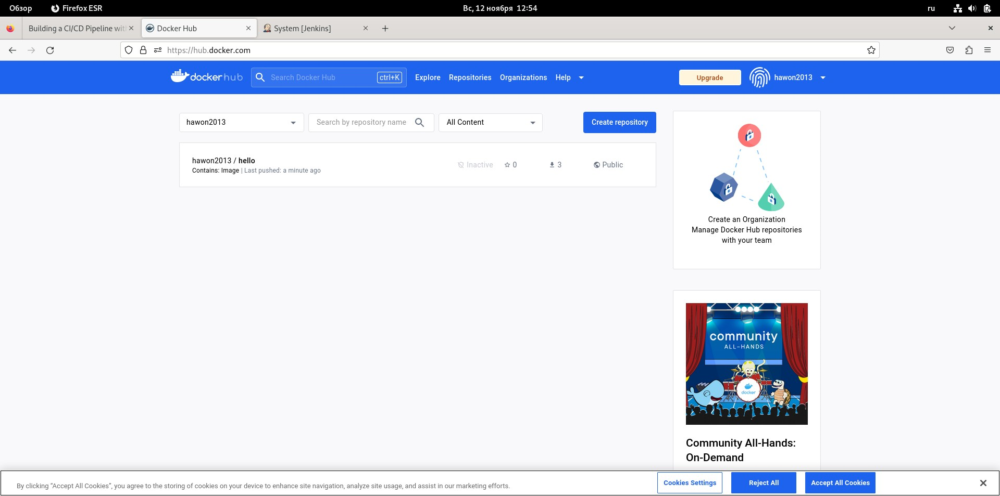 Обзор
Firefox ESR
Вс, 12 ноября 12:54
ru
Building a CI/CD Pipeline wit
Docker Hub
System [Jenkins]
https://hub.docker.com
dockerhub
Search Docker Hub
ctrl+K
Explore
Repositories
Organizations
Help
Upgrade
hawon2013
hawon2013
Search by repository name
All Content
Create repository
hawon2013 / hello
Contains: Image | Last pushed: a minute ago
Inactive
0
3
Public
Create an Organization
Manage Docker Hub repositories
with your team
community
ALL-HANDS
docker
Community All-Hands:
On-Demand
By clicking “Accept All Cookies”, you agree to the storing of cookies on your device to enhance site navigation, analyze site usage, and assist in our marketing efforts.
Cookies Settings
Reject All
Accept All Cookies